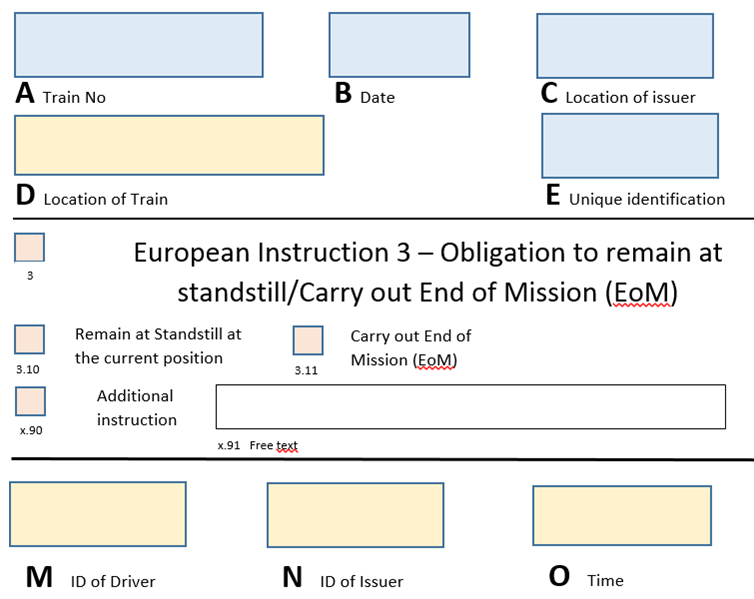 A Train No
B Date
C Location of issuer
D Location of Train
E Unique identification
3
European Instruction 3 – Obligation to remain at
standstill/Carry out End of Mission (EoM)
3.10
Remain at Standstill at
the current position
3.11
Carry out End of
Mission (EoM)
x.90
Additional
instruction
x.91 Free text
M ID of Driver
N ID of Issuer
O Time